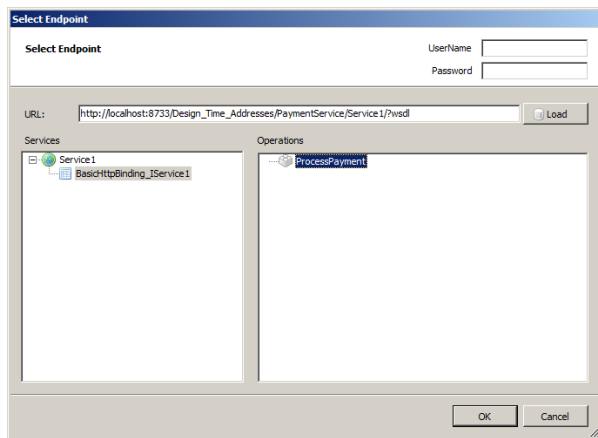 Select Endpoint
Select Endpoint
UserName
Password
URL: http://localhost:8733/Design_Time_Addresses/PaymentService/Service1/?wsdl Load
Services Operations
Service1 ProcessPayment
BasicHttpBinding_IService1
OK Cancel